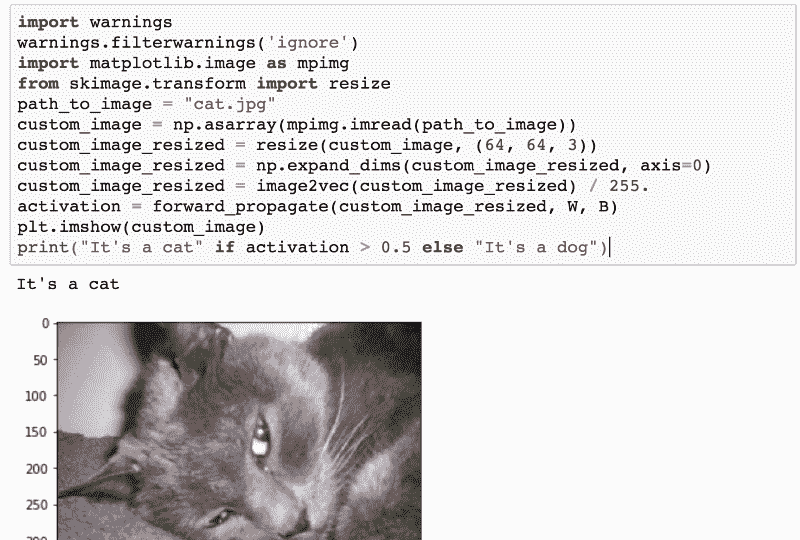 import warnings
warnings.filterwarnings('ignore')
import matplotlib.image as mpimg
from skimage.transform import resize
path_to_image = "cat.jpg"
custom_image = np.asarray(mpimg.imread(path_to_image))
custom_image_resized = resize(custom_image, (64, 64, 3))
custom_image_resized = np.expand_dims(custom_image_resized, axis=0)
custom_image_resized = image2vec(custom_image_resized) / 255.
activation = forward_propagate(custom_image_resized, W, B)
plt.imshow(custom_image)
print("It's a cat" if activation > 0.5 else "It's a dog")
It's a cat
0
50
100
150
200
250
300